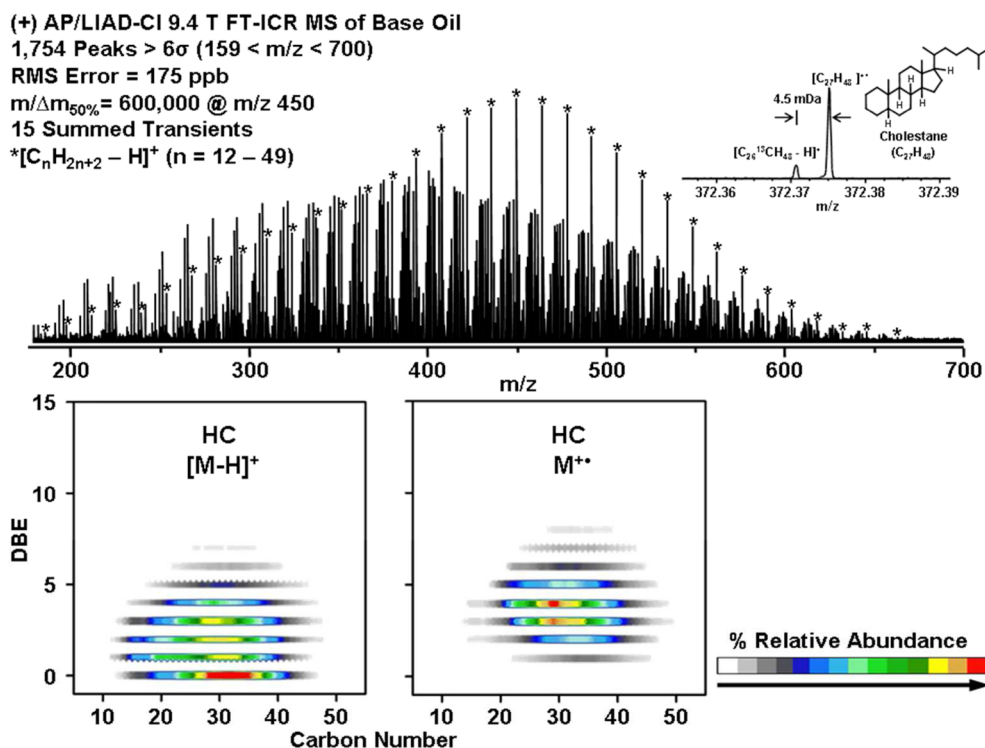 (+) AP/LIAD-CI 9.4 T FT-ICR MS of Base Oil
1,754 Peaks > 6σ (159 < m/z < 700)
RMS Error = 175 ppb
m/Δm50%= 600,000 @ m/z 450
15 Summed Transients
*[CnH2n+2 – H]+ (n = 12 – 49)
[C27H48 ]+•
4.5 mDa
[C26 13CH48 - H]+
Cholestane
(C27H48)
H
H
H
H
H
372.36 372.37 372.38 372.39
m/z
* * * * * * * * * * * * * * * * * * * * * * * * * * * * * * * * * * *
200 300 400 500 600 700
m/z
15
10
5
0
DBE
HC
[M-H]+
HC
M+•
10 20 30 40 50
10 20 30 40 50
Carbon Number
% Relative Abundance